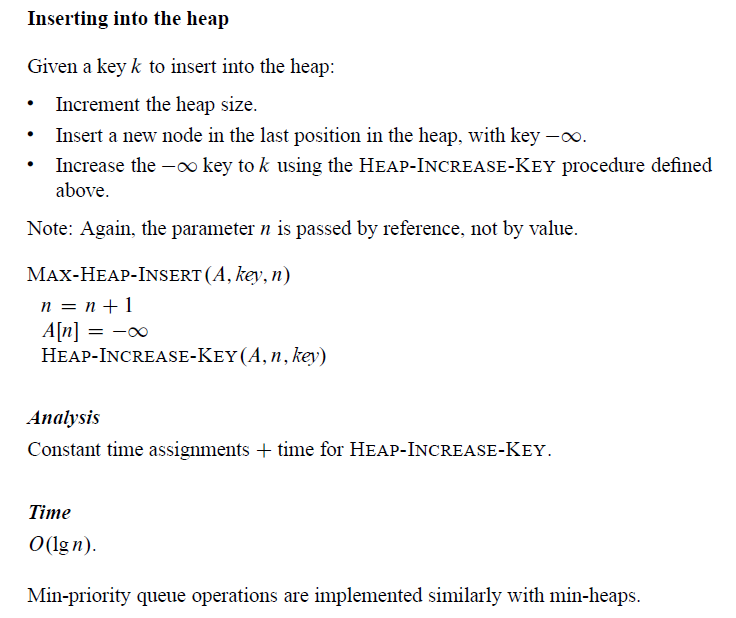 Inserting into the heap
Given a key k to insert into the heap:
• Increment the heap size.
• Insert a new node in the last position in the heap, with key −∞.
• Increase the −∞ key to k using the HEAP-INCREASE-KEY procedure defined
above.
Note: Again, the parameter n is passed by reference, not by value.
MAX-HEAP-INSERT(A, key, n)
n = n + 1
A[n] = −∞
HEAP-INCREASE-KEY(A, n, key)
Analysis
Constant time assignments + time for HEAP-INCREASE-KEY.
Time
O(lg n).
Min-priority queue operations are implemented similarly with min-heaps.